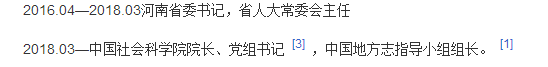 2016.04—2018.03河南省委书记，省人大常委会主任
2018.03—中国社会科学院院长、党组书记 [3] ，中国地方志指导小组组长。 [1]